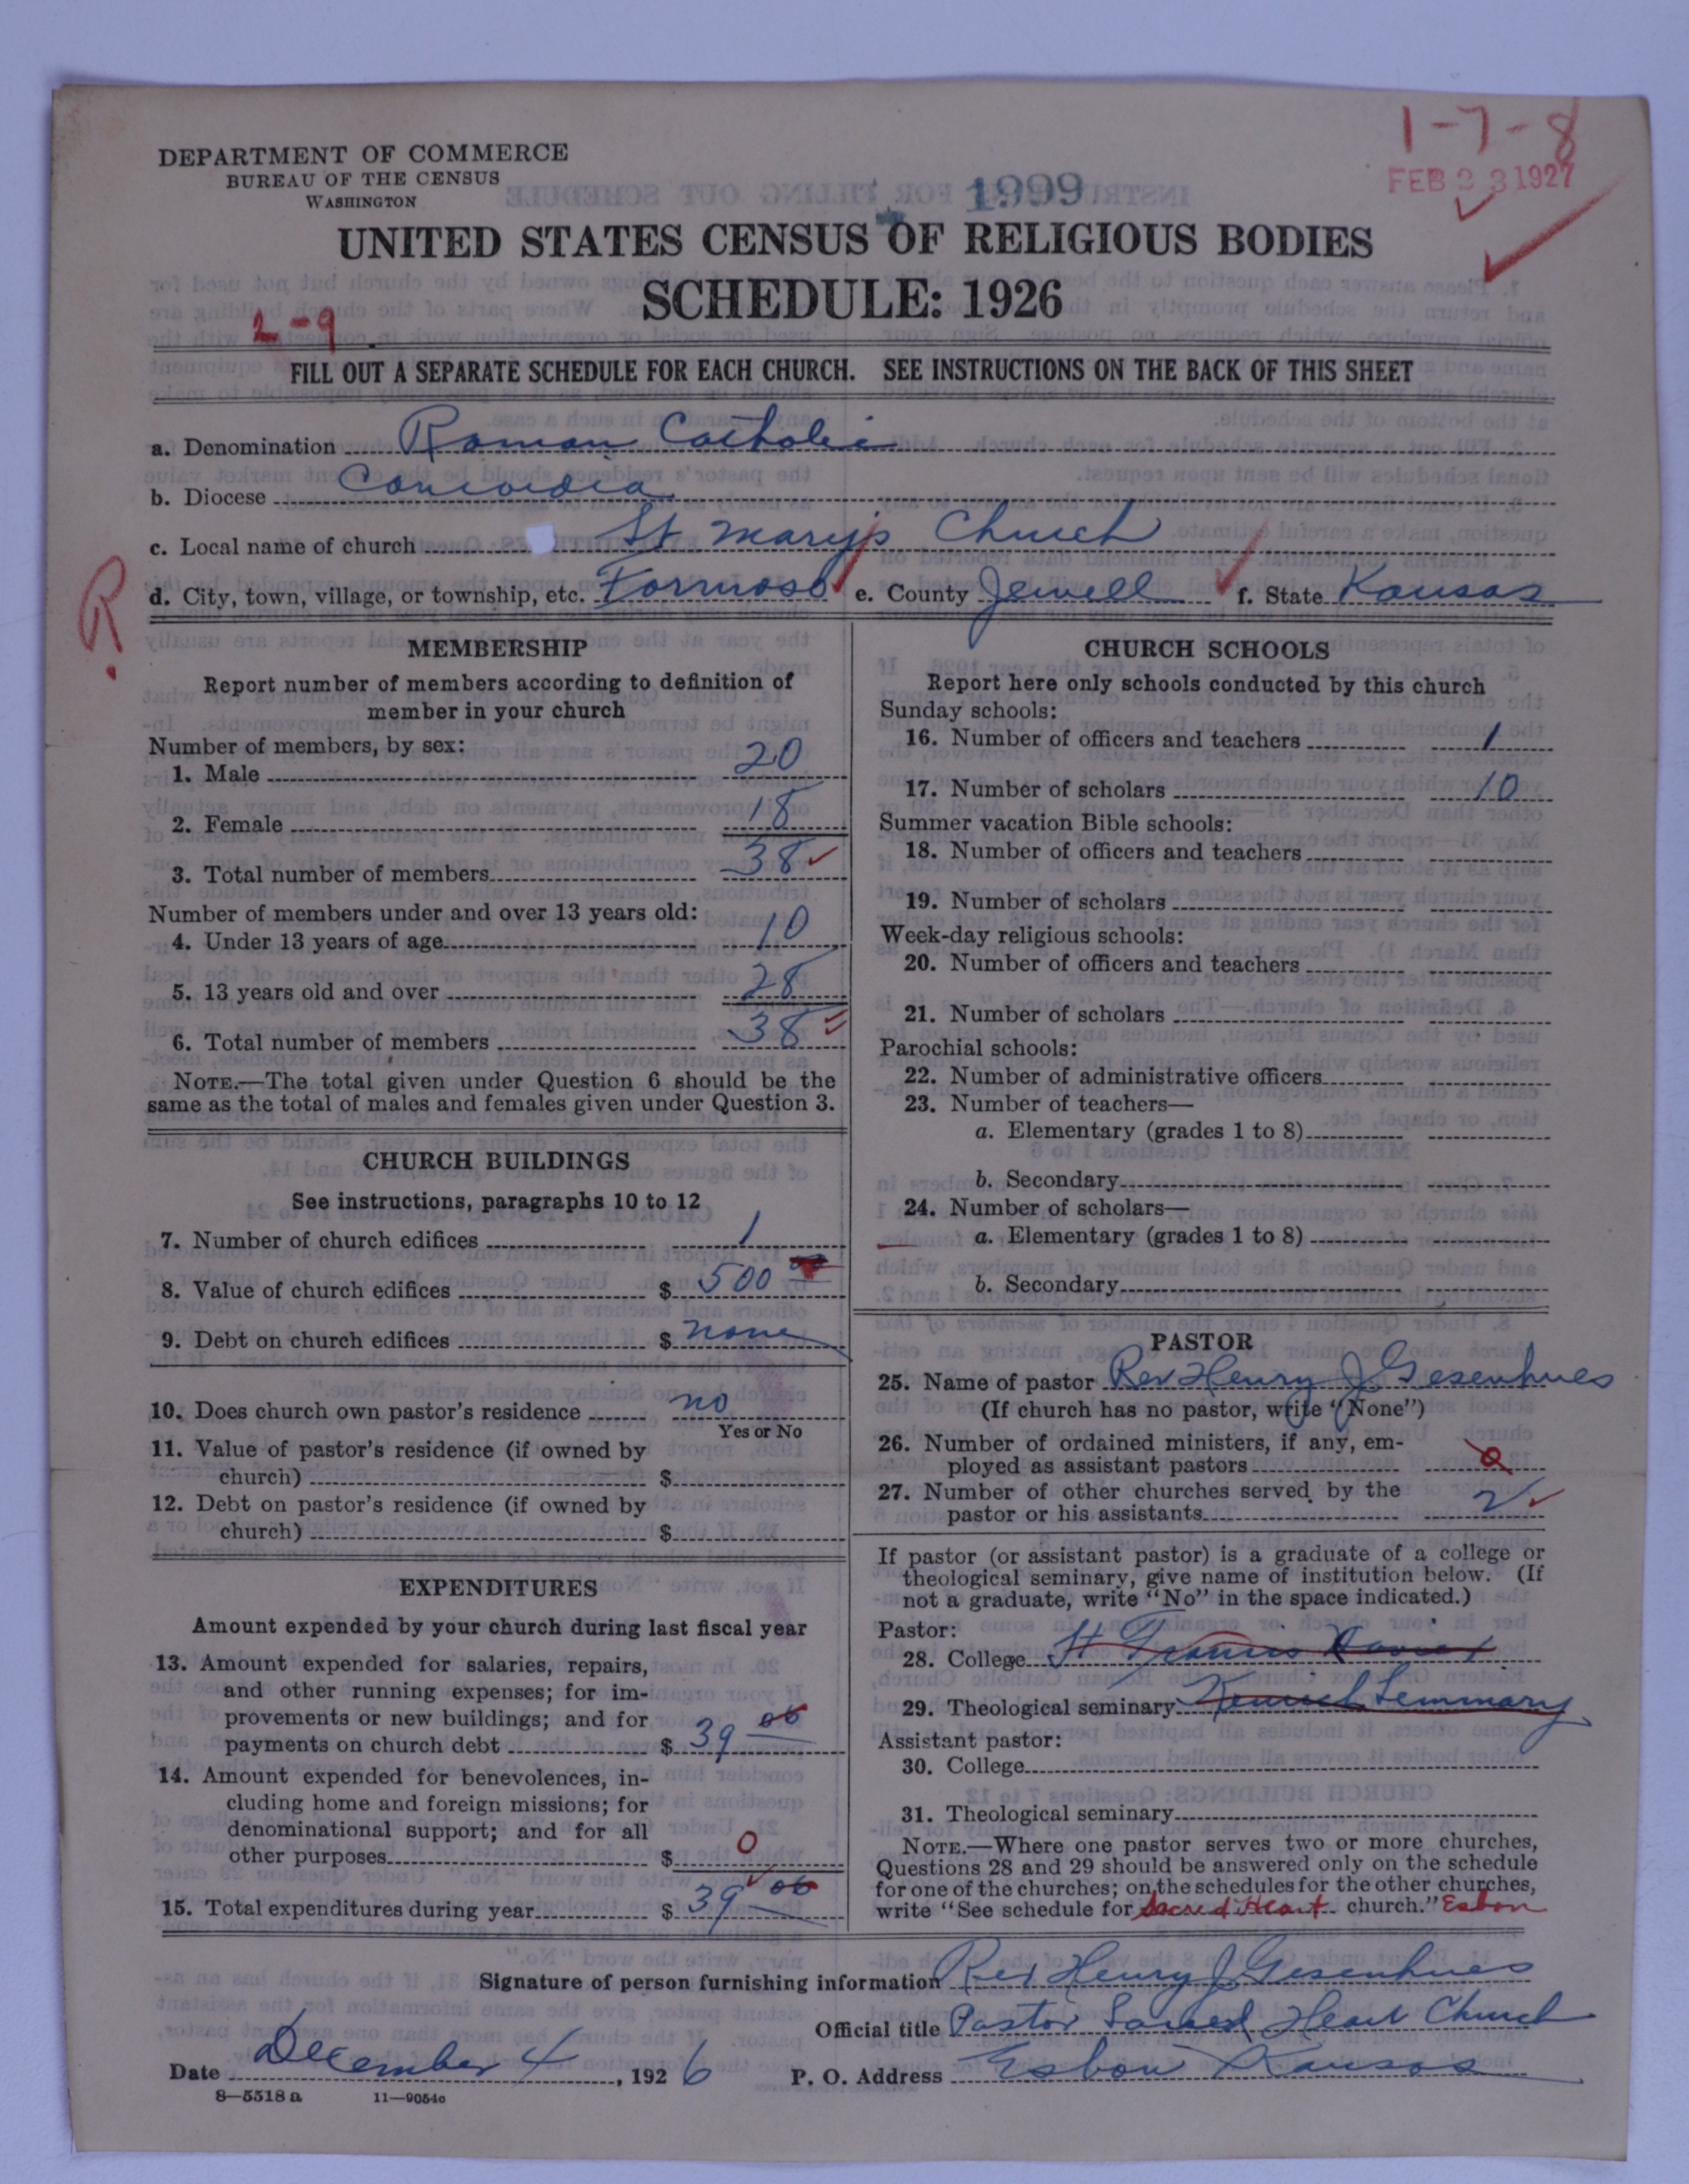 1-7-8
DEPARTMENT OF COMMERCE
BUREAU OF THE CENSUS
WASHINGTON
1999
FEB 23 1927
UNITED STATES CENSUS OF RELIGIOUS BODIES
SCHEDULE: 1926
2-9
FILL OUT A SEPARATE SCHEDULE FOR EACH CHURCH. SEE INSTRUCTIONS ON THE BACK OF THIS SHEET
a. Denomination Roman Catholic
b. Diocese Concordia
c. Local name of church St Mary's Church
d. City, town, village, or township, etc. Formoso e. County Jewell f. State Kansas
R
MEMBERSHIP
Report number of members according to definition of
member in your church
Number of members, by sex:
1. Male 20
2. Female 18
3. Total number of members 38
Number of members under and over 13 years old:
4. Under 13 years of age 10
5. 13 years old and over 28
6. Total number of members 38
NOTE.—The total given under Question 6 should be the
same as the total of males and females given under Question 3.
CHURCH BUILDINGS
See instructions, paragraphs 10 to 12
7. Number of church edifices 1
8. Value of church edifices $ 500 00
9. Debt on church edifices $ none
10. Does church own pastor's residence no
Yes or No
11. Value of pastor's residence (if owned by
church) $
12. Debt on pastor's residence (if owned by
church) $
EXPENDITURES
Amount expended by your church during last fiscal year
13. Amount expended for salaries, repairs,
and other running expenses; for im-
provements or new buildings; and for
payments on church debt $ 39 00
14. Amount expended for benevolences, in-
cluding home and foreign missions; for
denominational support; and for all
other purposes $ 0
15. Total expenditures during year $ 39 00
CHURCH SCHOOLS
Report here only schools conducted by this church
Sunday schools:
16. Number of officers and teachers 1
17. Number of scholars 10
Summer vacation Bible schools:
18. Number of officers and teachers
19. Number of scholars
Week-day religious schools:
20. Number of officers and teachers
21. Number of scholars
Parochial schools:
22. Number of administrative officers
23. Number of teachers—
a. Elementary (grades 1 to 8)
b. Secondary
24. Number of scholars—
a. Elementary (grades 1 to 8)
b. Secondary
PASTOR
25. Name of pastor Rev Henry J Gesenhues
(If church has no pastor, write "None")
26. Number of ordained ministers, if any, em-
ployed as assistant pastors 0
27. Number of other churches served by the
pastor or his assistants 2
If pastor (or assistant pastor) is a graduate of a college or
theological seminary, give name of institution below. (If
not a graduate, write "No" in the space indicated.)
Pastor:
28. College St Francis Xavier
29. Theological seminary Kenrick Seminary
Assistant pastor:
30. College
31. Theological seminary
NOTE.—Where one pastor serves two or more churches,
Questions 28 and 29 should be answered only on the schedule
for one of the churches; on the schedules for the other churches,
write "See schedule for Sacred Heart church." Esbon
Signature of person furnishing information Rev Henry J Gesenhues
Official title Pastor Sacred Heart Church
Date December 4, 1926 P. O. Address Esbon Kansas
8—5518 a 11—9054c